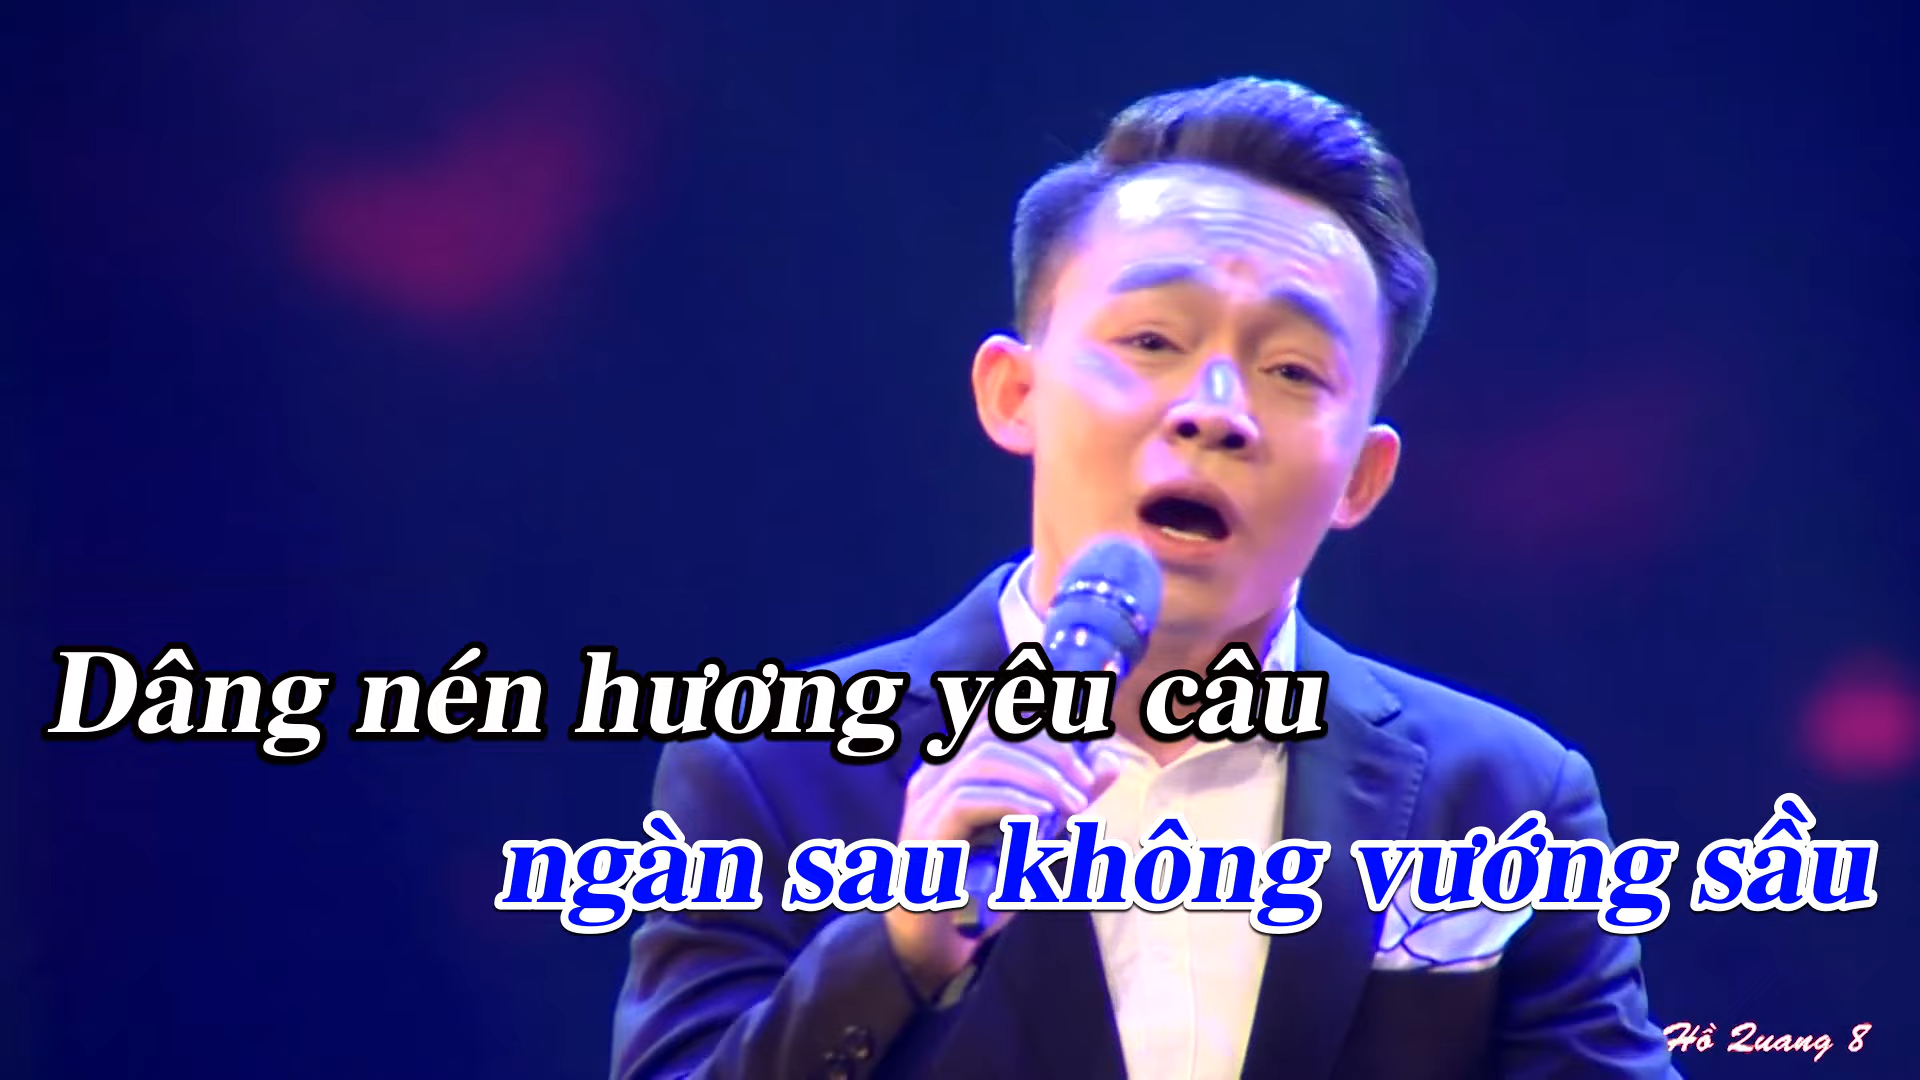 Dâng nén hương yêu câu
ngàn sau không vướng sầu
Hồ Quang 8